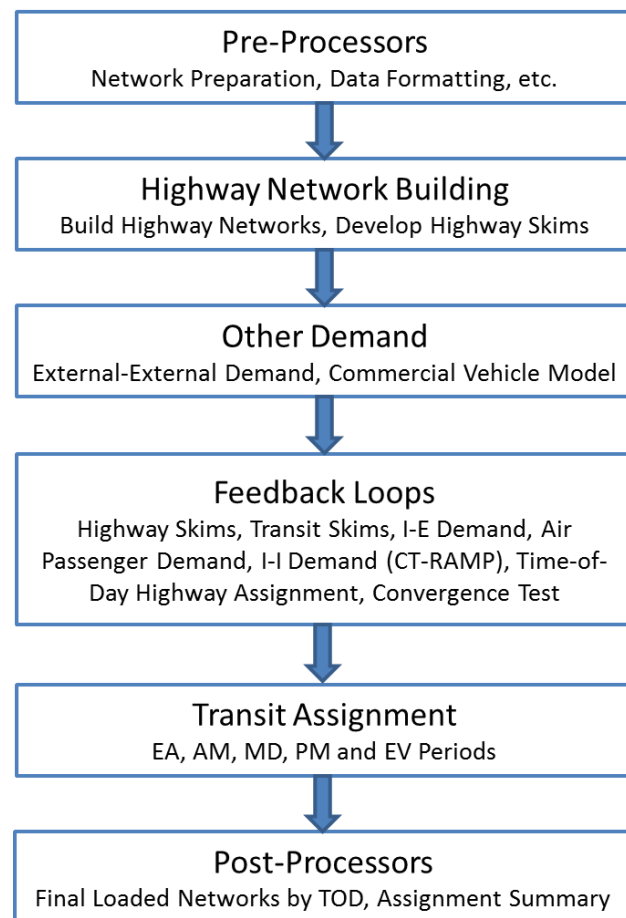 Pre-Processors
Network Preparation, Data Formatting, etc.
Highway Network Building
Build Highway Networks, Develop Highway Skims
Other Demand
External-External Demand, Commercial Vehicle Model
Feedback Loops
Highway Skims, Transit Skims, I-E Demand, Air
Passenger Demand, I-I Demand (CT-RAMP), Time-of-
Day Highway Assignment, Convergence Test
Transit Assignment
EA, AM, MD, PM and EV Periods
Post-Processors
Final Loaded Networks by TOD, Assignment Summary